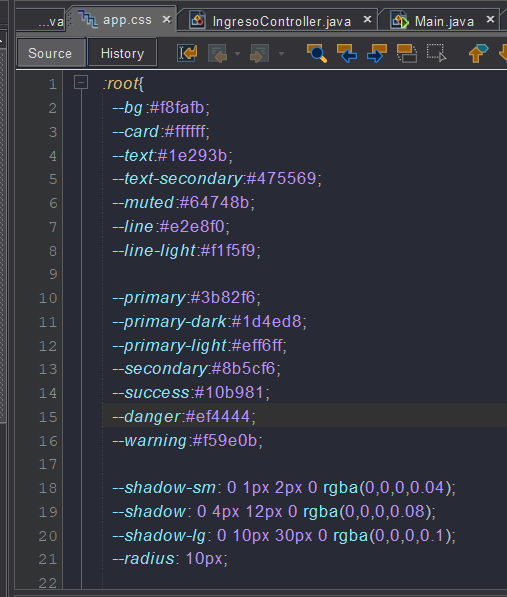 ...va app.css IngresoController.java Main.java
Source History
1 :root{
2 --bg:#f8fafb;
3 --card:#ffffff;
4 --text:#1e293b;
5 --text-secondary:#475569;
6 --muted:#64748b;
7 --line:#e2e8f0;
8 --line-light:#f1f5f9;
9
10 --primary:#3b82f6;
11 --primary-dark:#1d4ed8;
12 --primary-light:#eff6ff;
13 --secondary:#8b5cf6;
14 --success:#10b981;
15 --danger:#ef4444;
16 --warning:#f59e0b;
17
18 --shadow-sm: 0 1px 2px 0 rgba(0,0,0,0.04);
19 --shadow: 0 4px 12px 0 rgba(0,0,0,0.08);
20 --shadow-lg: 0 10px 30px 0 rgba(0,0,0,0.1);
21 --radius: 10px;
22